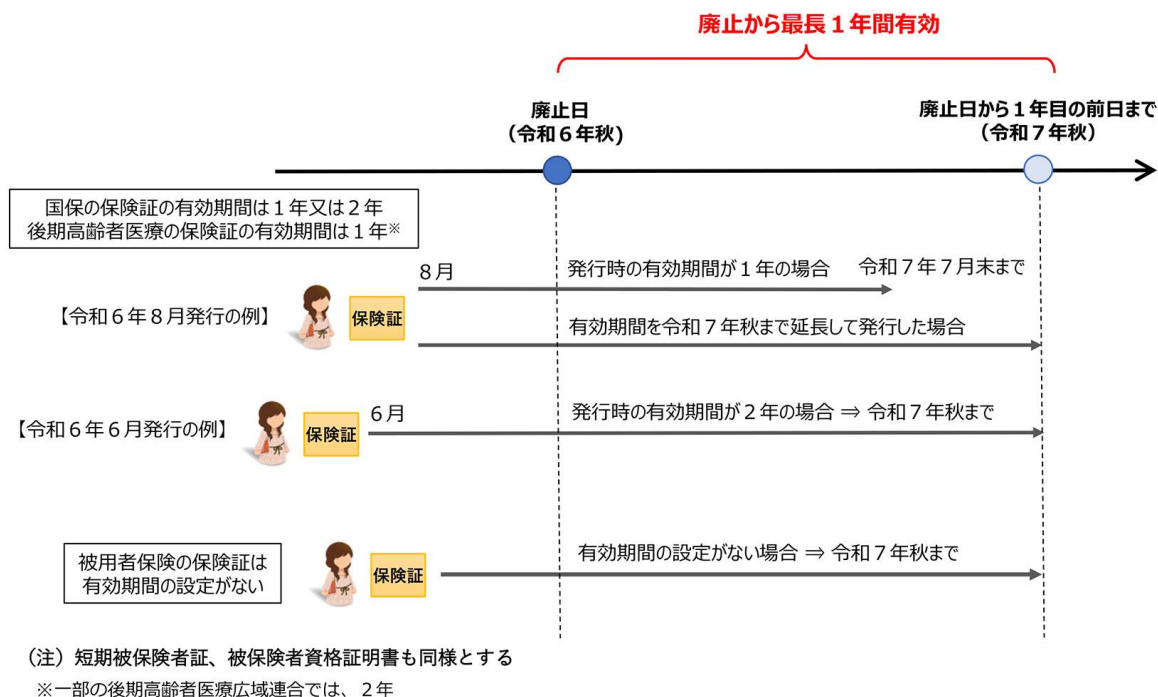 廃止から最長１年間有効
廃止日
（令和６年秋)
廃止日から１年目の前日まで
（令和７年秋）
国保の保険証の有効期間は１年又は２年
後期高齢者医療の保険証の有効期間は１年※
８月
発行時の有効期間が１年の場合
令和７年７月末まで
【令和６年８月発行の例】
保険証
有効期間を令和７年秋まで延長して発行した場合
６月
発行時の有効期間が２年の場合 ⇒ 令和７年秋まで
【令和６年６月発行の例】
保険証
被用者保険の保険証は
有効期間の設定がない
保険証
有効期間の設定がない場合 ⇒ 令和７年秋まで
（注）短期被保険者証、被保険者資格証明書も同様とする
※一部の後期高齢者医療広域連合では、２年